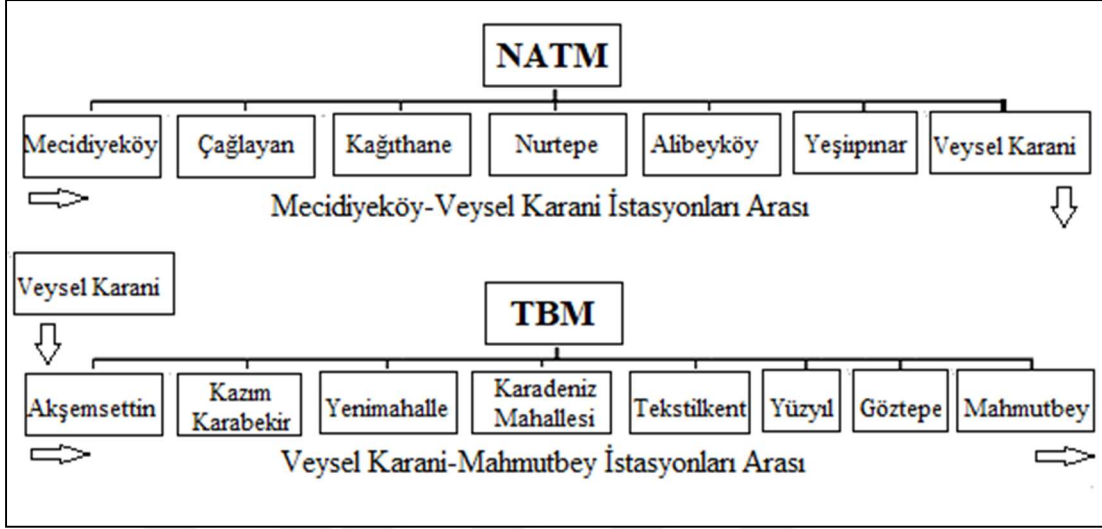 NATM
Mecidiyeköy Çağlayan Kağıthane Nurtepe Alibeyköy Yeşiıpınar Veysel Karani
Mecidiyeköy-Veysel Karani İstasyonları Arası
Veysel Karani
TBM
Akşemsettin
Kazım
Karabekir
Yenimahalle
Karadeniz
Mahallesi
Tekstilkent Yüzyıl Göztepe Mahmutbey
Veysel Karani-Mahmutbey İstasyonları Arası